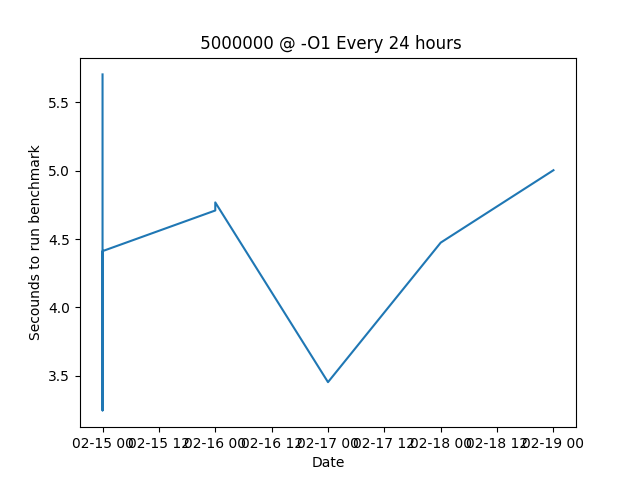 5000000 @ -O1 Every 24 hours
Secounds to run benchmark
5.5
5.0
4.5
4.0
3.5
02-15 00 02-15 12 02-16 00 02-16 12 02-17 00 02-17 12 02-18 00 02-18 12 02-19 00
Date